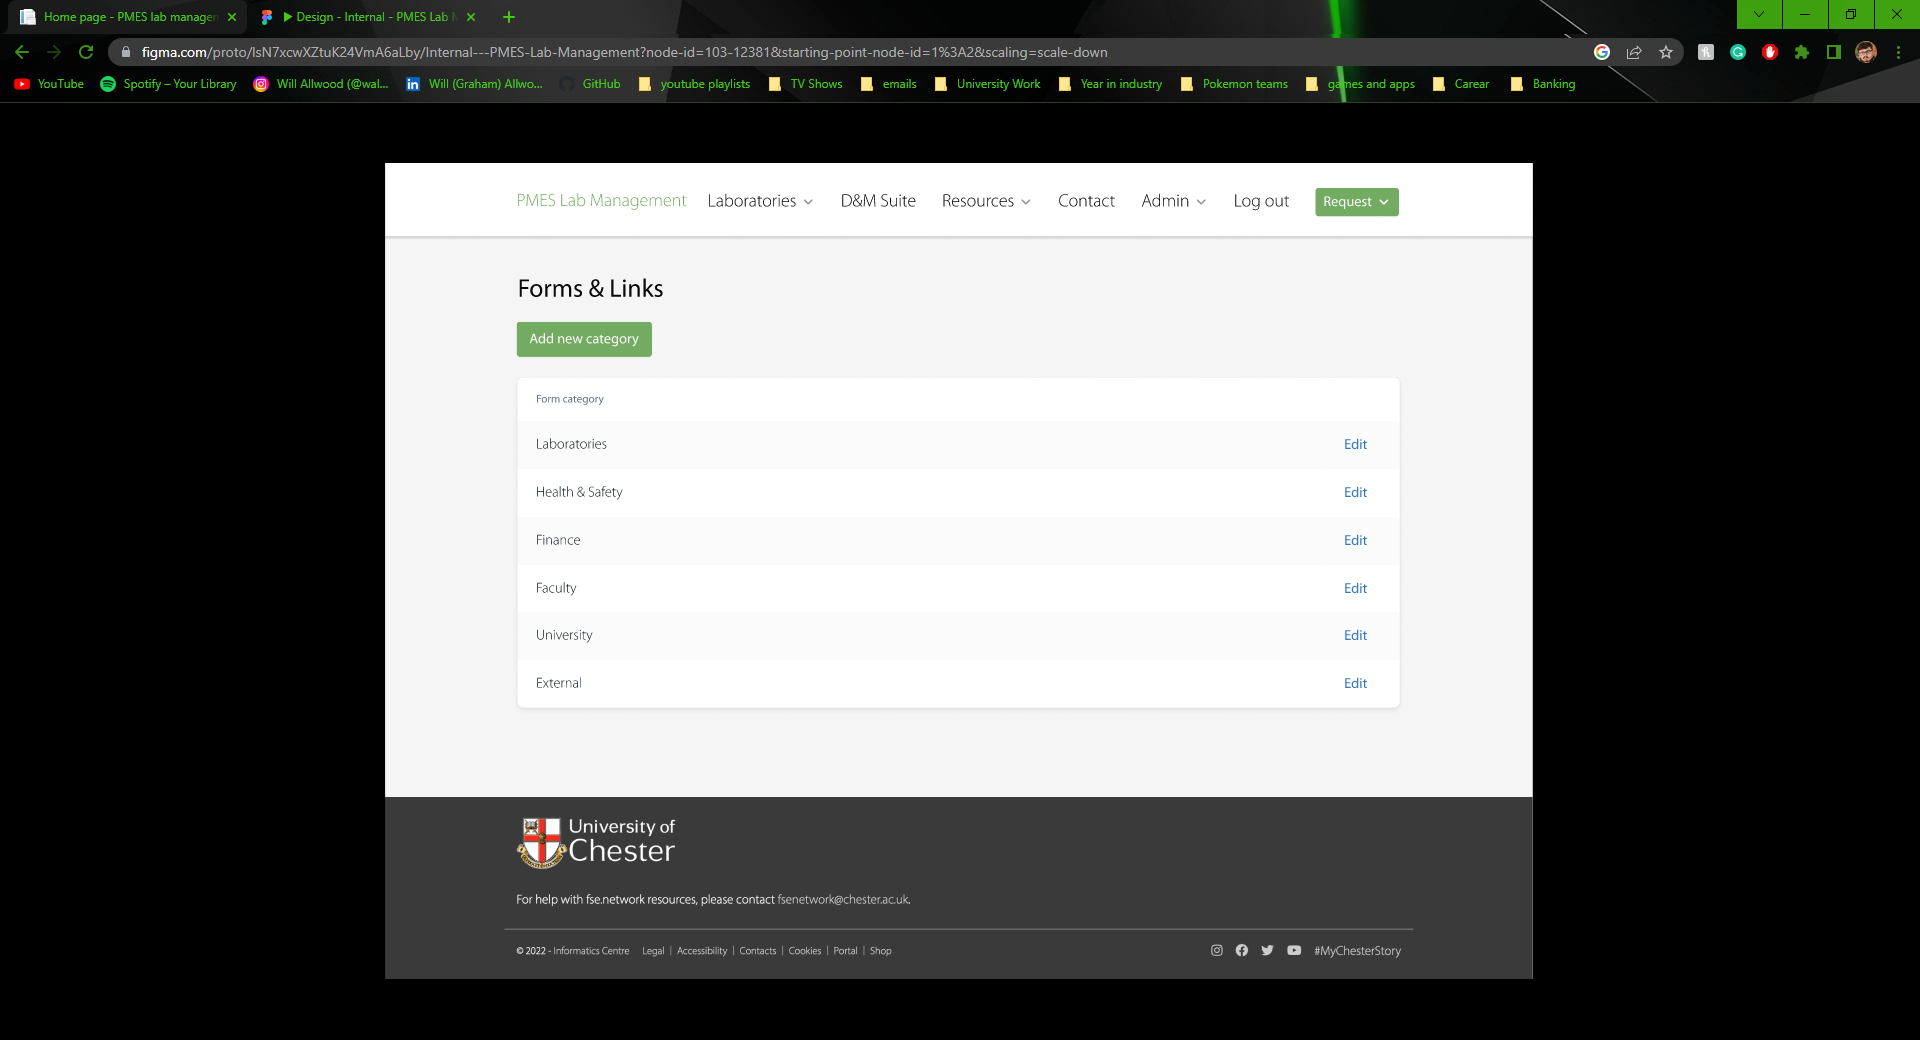 Home page - PMES lab manager
Design - Internal - PMES Lab M
figma.com/proto/lsN7xcwXZtuK24VmA6aLby/Internal---PMES-Lab-Management?node-id=103-12381&starting-point-node-id=1%3A2&scaling=scale-down
YouTube Spotify – Your Library Will Allwood (@wal... Will (Graham) Allwo... GitHub youtube playlists TV Shows emails University Work Year in industry Pokemon teams games and apps Carear Banking
PMES Lab Management Laboratories D&M Suite Resources Contact Admin Log out Request
Forms & Links
Add new category
Form category
Laboratories Edit
Health & Safety Edit
Finance Edit
Faculty Edit
University Edit
External Edit
University of
Chester
For help with fse.network resources, please contact fsenetwork@chester.ac.uk.
© 2022 - Informatics Centre Legal | Accessibility | Contacts | Cookies | Portal | Shop #MyChesterStory